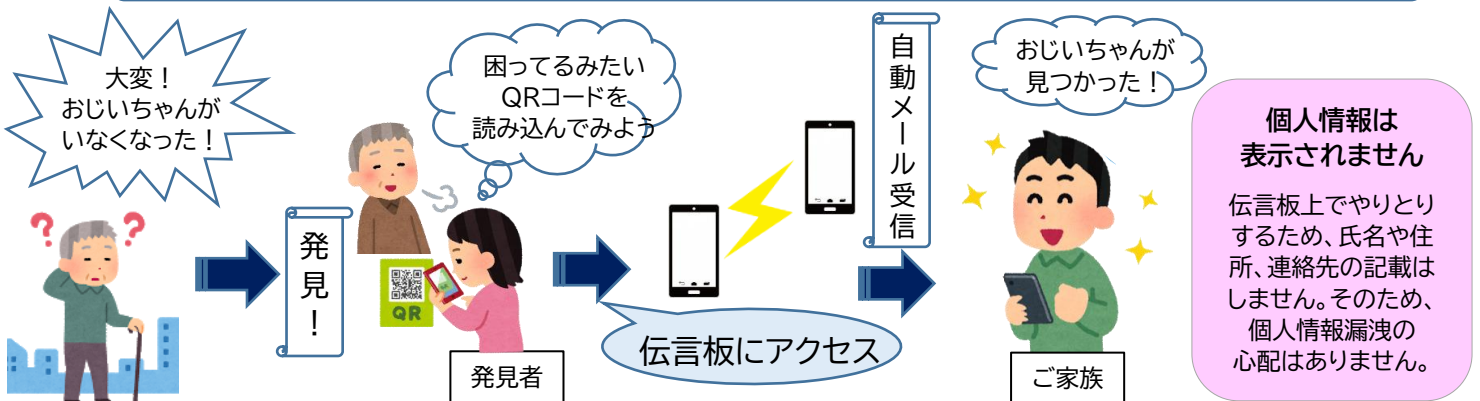 大変！
おじいちゃんが
いなくなった！
発見！
困ってるみたい
QRコードを
読み込んでみよう
QR
発見者
伝言板にアクセス
自動メール受信
おじいちゃんが
見つかった！
ご家族
個人情報は
表示されません
伝言板上でやりとり
するため、氏名や住
所、連絡先の記載は
しません。そのため、
個人情報漏洩の
心配はありません。